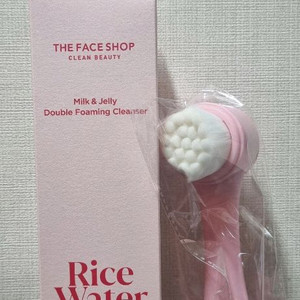 THE FACE SHOP
CLEAN BEAUTY
Milk & Jelly
Double Foaming Cleanser
Rice
Water